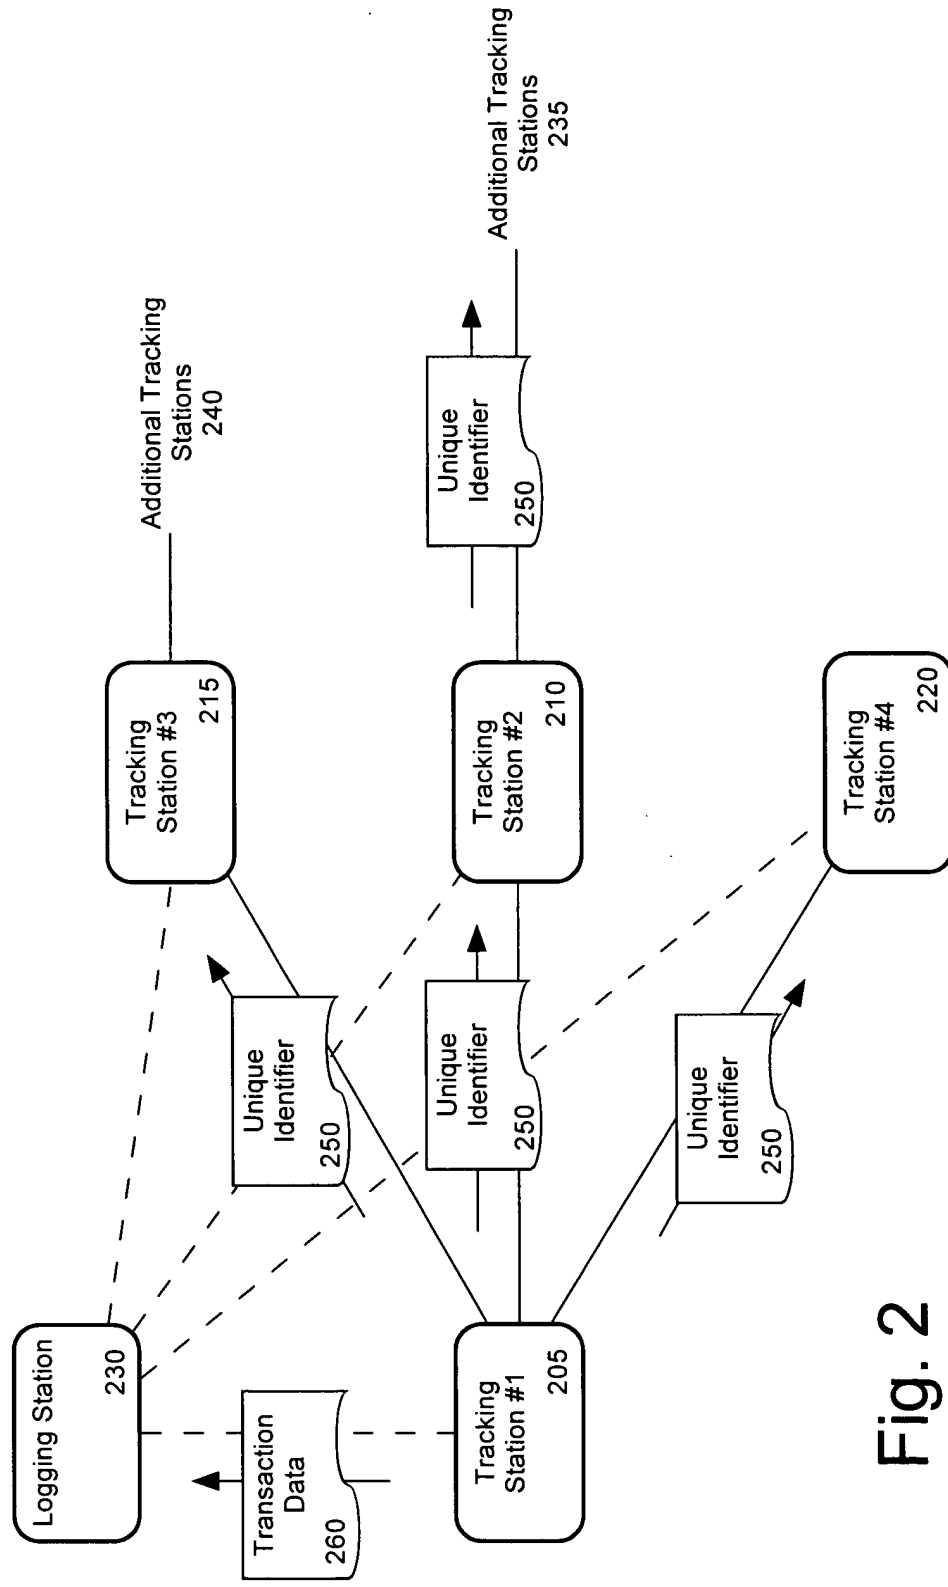 Logging Station
230
Transaction
Data
260
Tracking
Station #1
205
Unique
Identifier
250
Unique
Identifier
250
Unique
Identifier
250
Tracking
Station #3
215
Tracking
Station #2
210
Tracking
Station #4
220
Unique
Identifier
250
Additional Tracking
Stations
240
Additional Tracking
Stations
235
Fig. 2